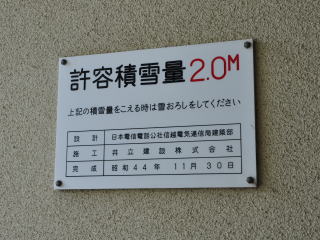 許容積雪量2.0M
上記の積雪量をこえる時は雪おろしをしてください
設計 日本電信電話公社信越電気通信局建築部
施工 共立建設株式会社
完成 昭和44年11月30日